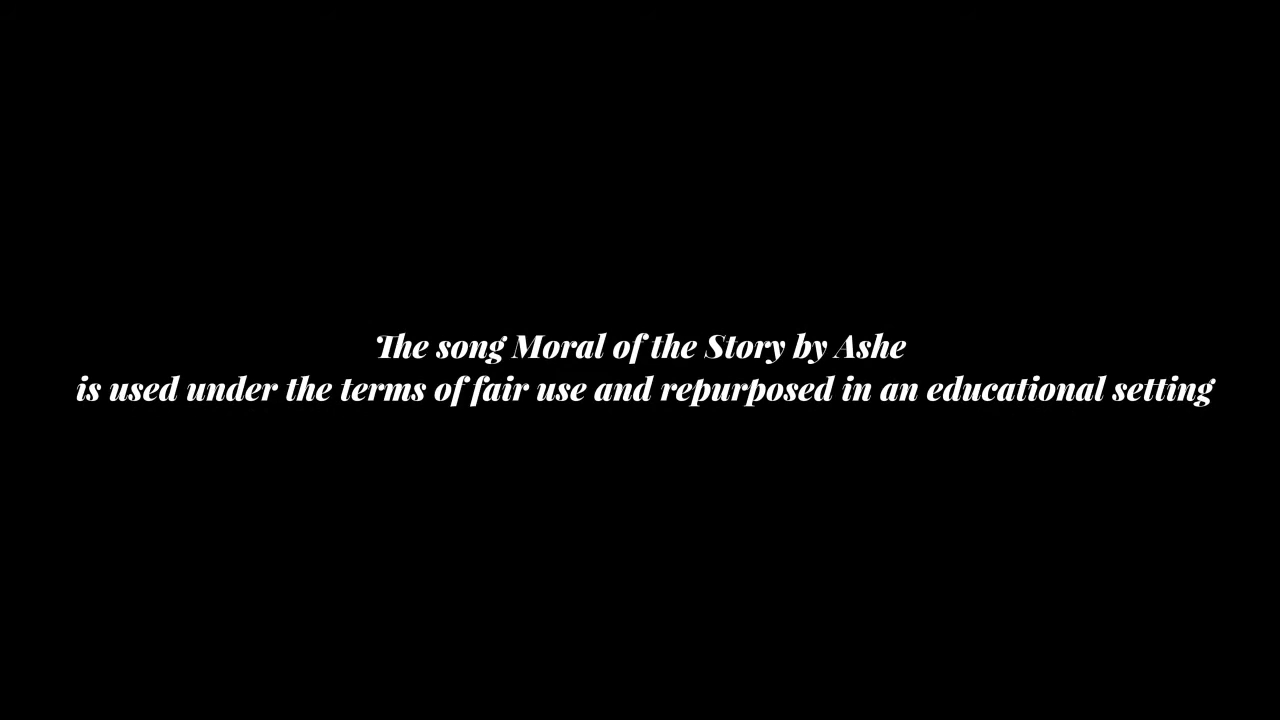 The song Moral of the Story by Ashe
is used under the terms of fair use and repurposed in an educational setting